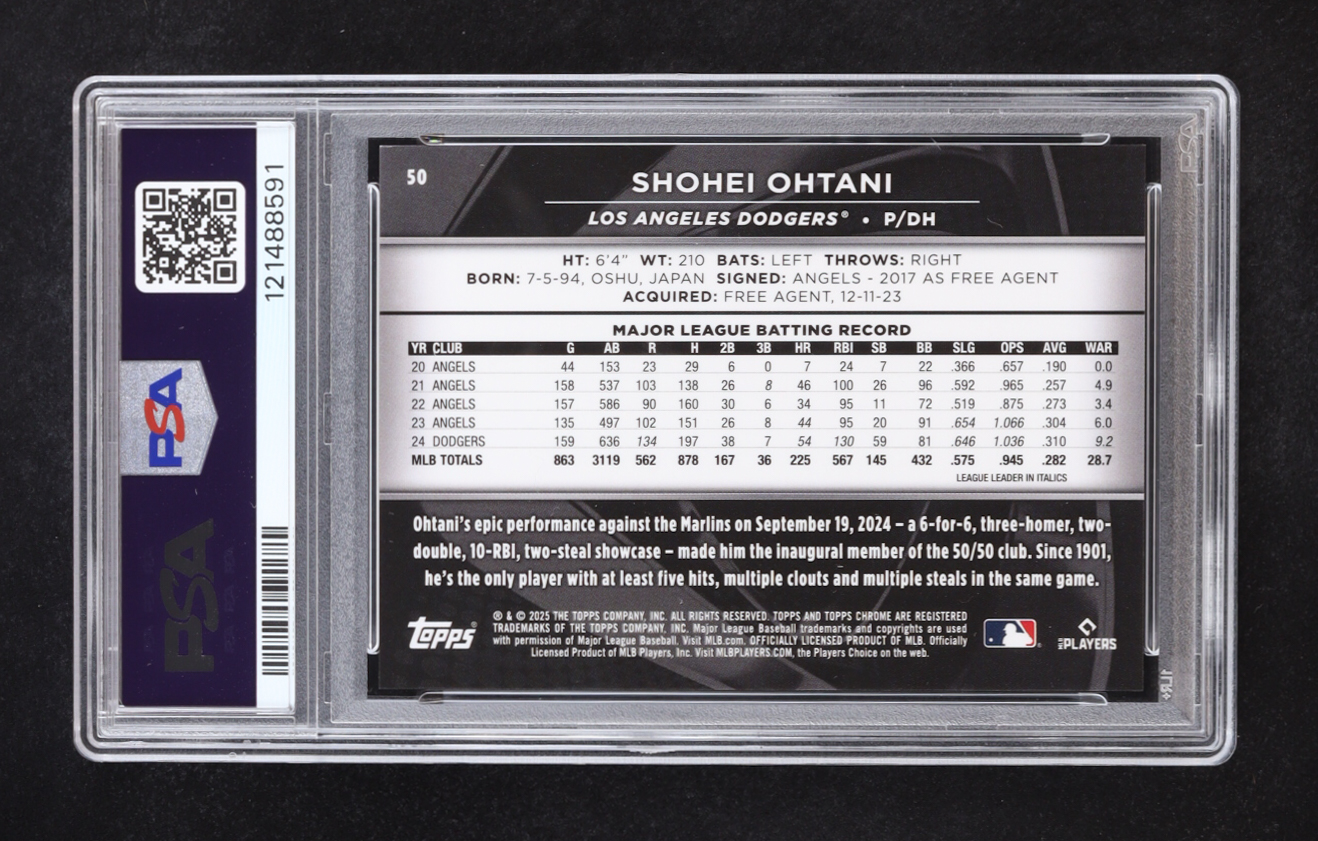 121488591
PSA
PSA
PSA
50
SHOHEI OHTANI
LOS ANGELES DODGERS® • P/DH
HT: 6'4" WT: 210 BATS: LEFT THROWS: RIGHT
BORN: 7-5-94, OSHU, JAPAN SIGNED: ANGELS - 2017 AS FREE AGENT
ACQUIRED: FREE AGENT, 12-11-23
MAJOR LEAGUE BATTING RECORD
YR CLUB G AB R H 2B 3B HR RBI SB BB SLG OPS AVG WAR
20 ANGELS 44 153 23 29 6 0 7 24 7 22 .366 .657 .190 0.0
21 ANGELS 158 537 103 138 26 8 46 100 26 96 .592 .965 .257 4.9
22 ANGELS 157 586 90 160 30 6 34 95 11 72 .519 .875 .273 3.4
23 ANGELS 135 497 102 151 26 8 44 95 20 91 .654 1.066 .304 6.0
24 DODGERS 159 636 134 197 38 7 54 130 59 81 .646 1.036 .310 9.2
MLB TOTALS 863 3119 562 878 167 36 225 567 145 432 .575 .945 .282 28.7
LEAGUE LEADER IN ITALICS
Ohtani's epic performance against the Marlins on September 19, 2024 – a 6-for-6, three-homer, two-
double, 10-RBI, two-steal showcase – made him the inaugural member of the 50/50 club. Since 1901,
he's the only player with at least five hits, multiple clouts and multiple steals in the same game.
TOPPS®
® & © 2025 THE TOPPS COMPANY, INC. ALL RIGHTS RESERVED. TOPPS AND TOPPS CHROME ARE REGISTERED
TRADEMARKS OF THE TOPPS COMPANY, INC. Major League Baseball trademarks and copyrights are used
with permission of Major League Baseball. Visit MLB.com. OFFICIALLY LICENSED PRODUCT OF MLB. Officially
Licensed Product of MLB Players, Inc. Visit MLBPLAYERS.COM, the Players Choice on the web.
MLB PLAYERS